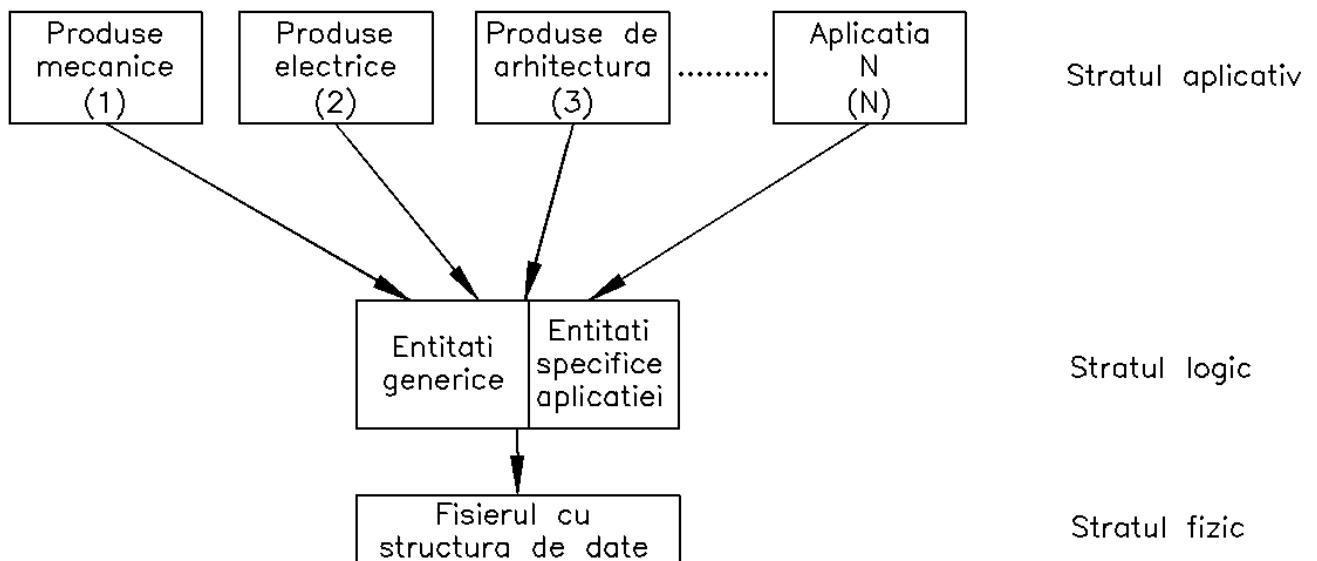 Produse
mecanice
(1)
Produse
electrice
(2)
Produse de
arhitectura
(3)
..........
Aplicatia
N
(N)
Stratul aplicativ
Entitati
generice
Entitati
specifice
aplicatiei
Stratul logic
Fisierul cu
structura de date
Stratul fizic